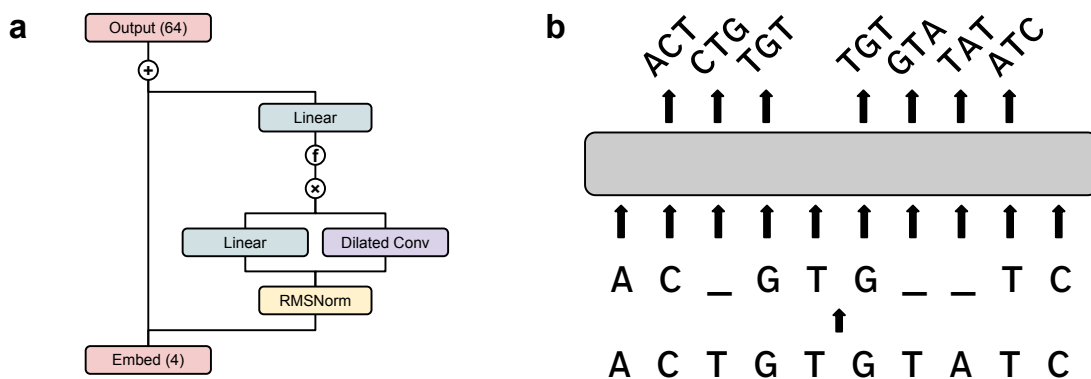 a
Output (64)
+
Linear
f
×
Linear Dilated Conv
RMSNorm
Embed (4)
b
ACT CTG TGT TGT GTA TAT ATC
A C _ G T G _ _ T C
A C T G T G T A T C